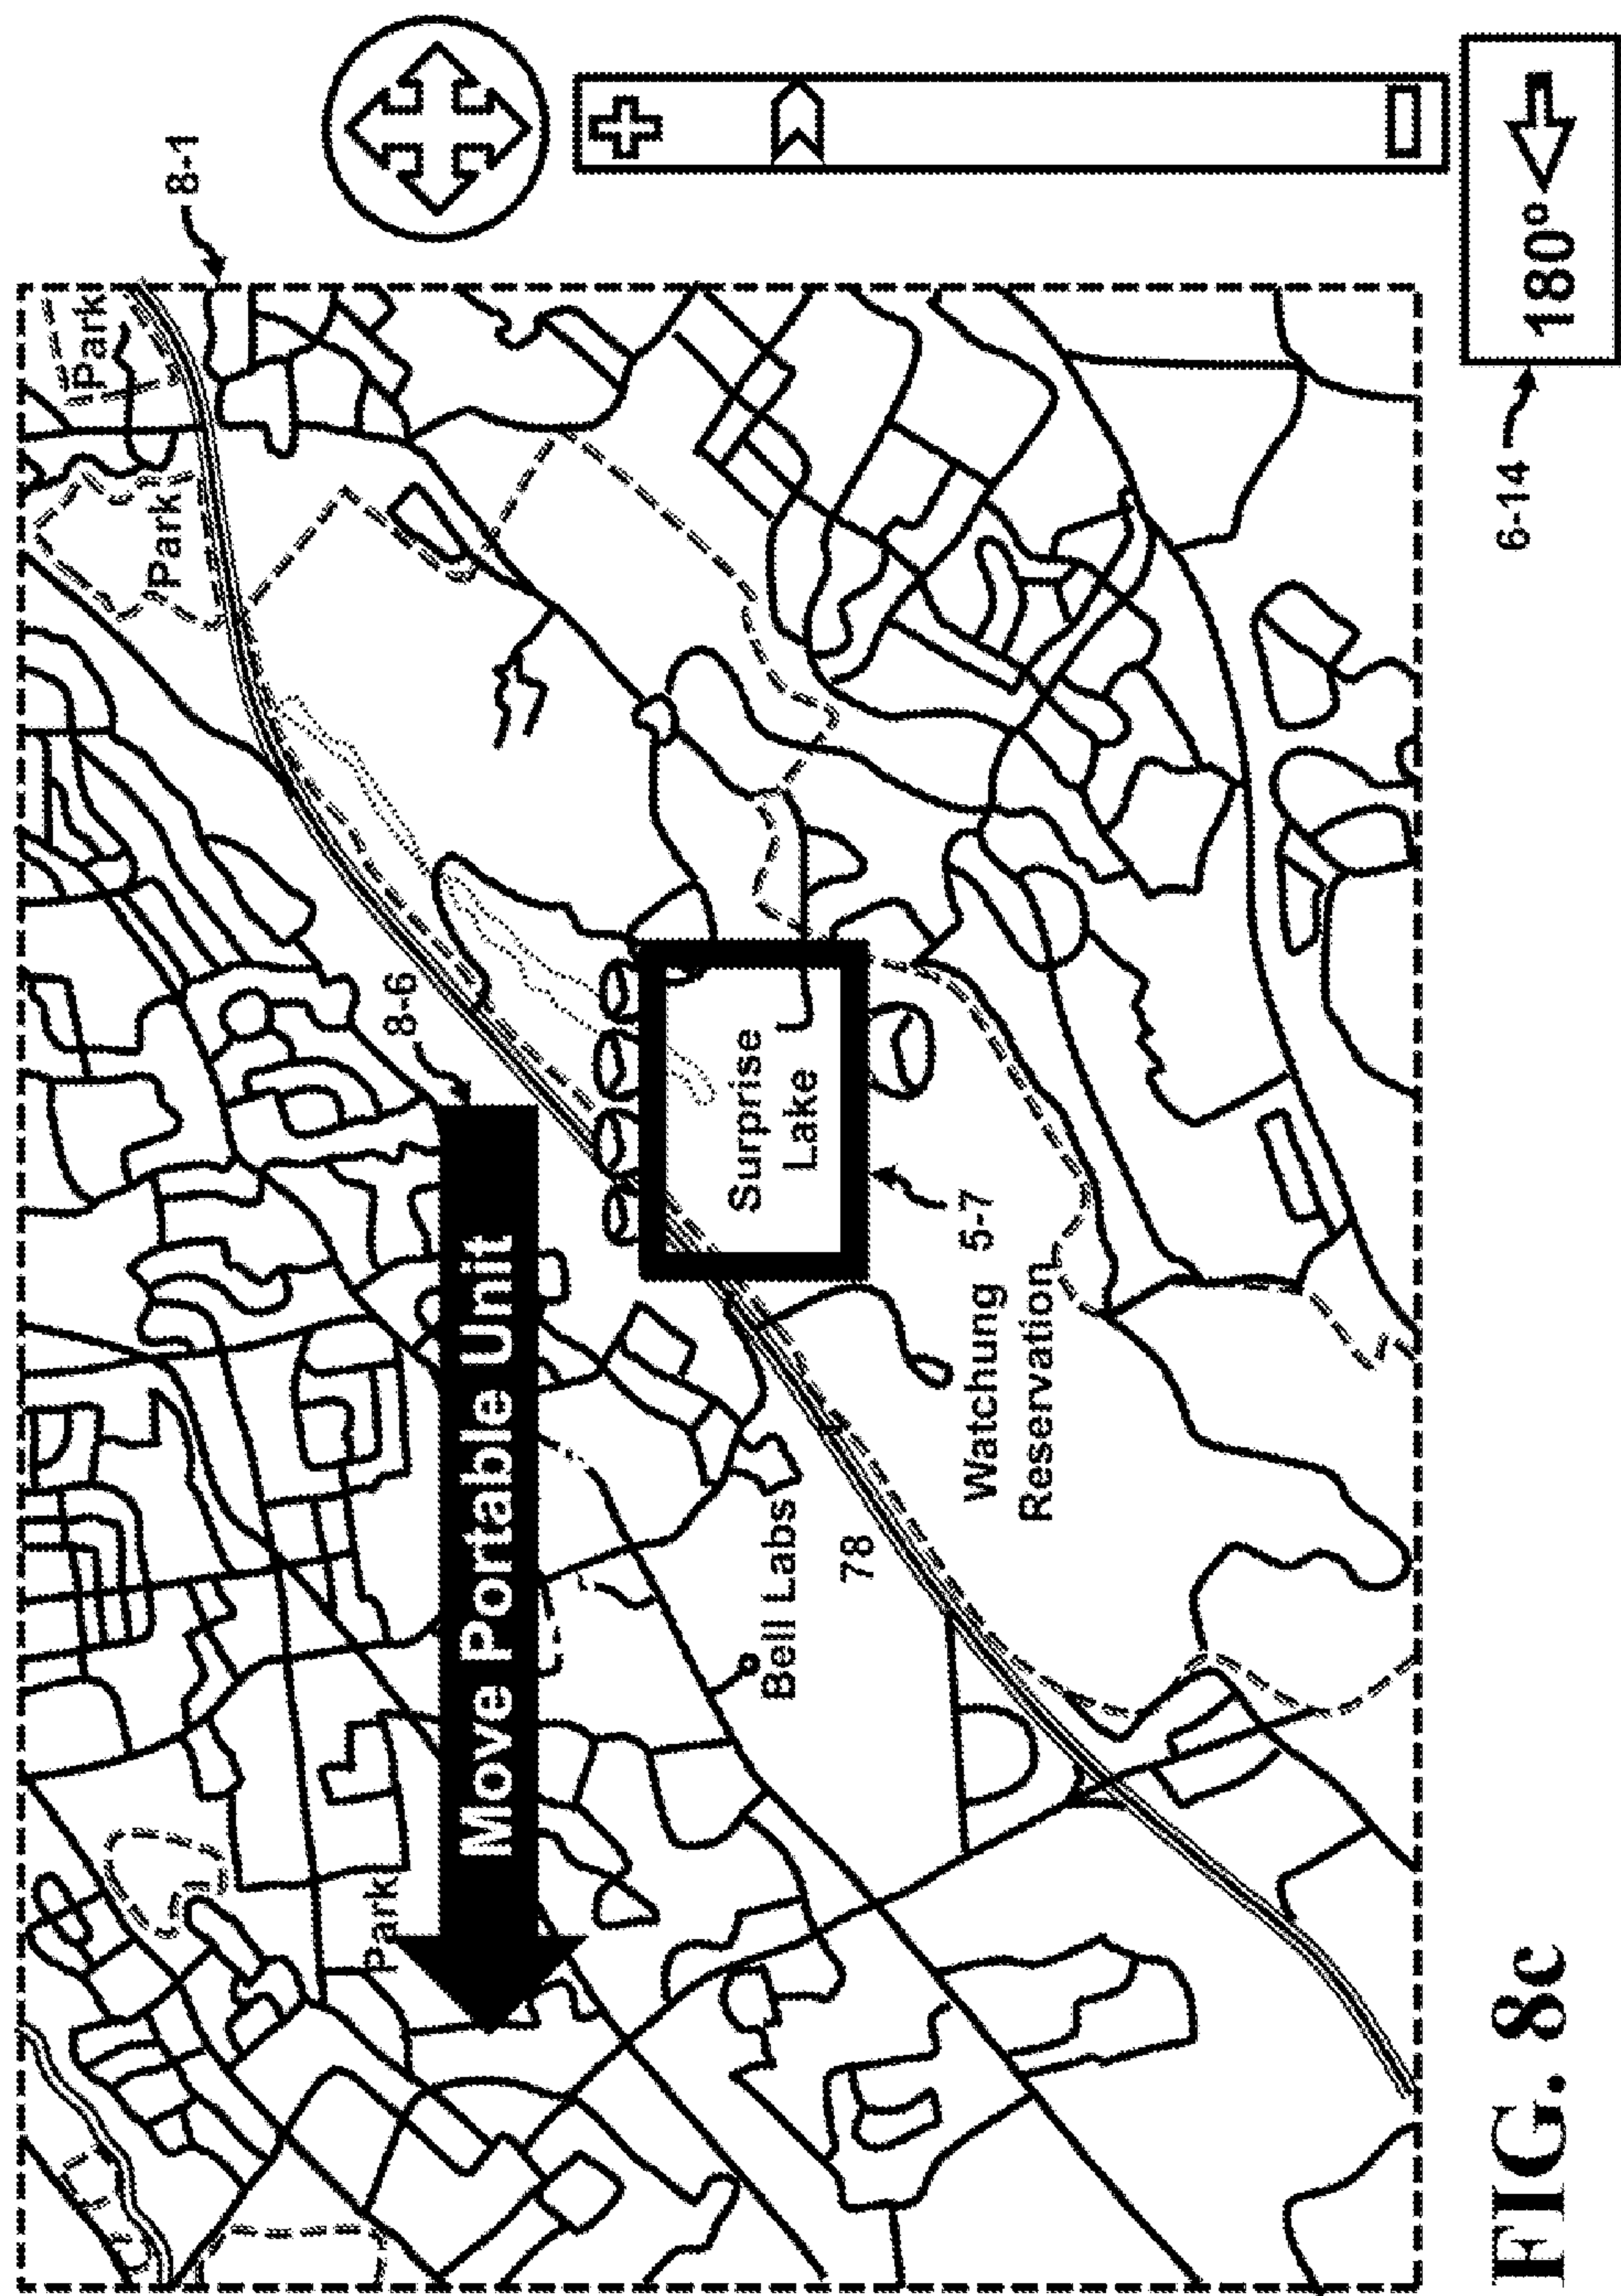 Park
Park
8-1
8-6
Move Portable Unit
Park
Surprise
Lake
5-7
Watchung
Reservation
Bell Labs
78
6-14
180°
FIG. 8c